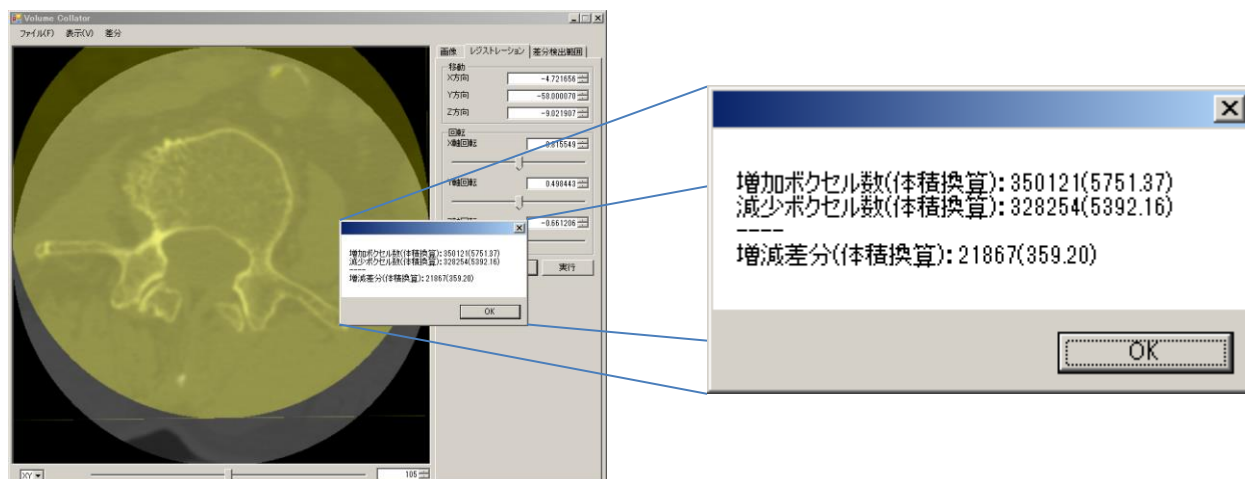 Volume Collator
ファイル(F) 表示(V) 差分
画像 レジストレーション 差分検出範囲
移動
X方向 -4.721656
Y方向 -58.000070
Z方向 -9.021907
回転
X軸回転 0.815549
Y軸回転 0.498443
-0.661206
実行
増加ボクセル数(体積換算): 350121(5751.37)
減少ボクセル数(体積換算): 328254(5392.16)
----
増減差分(体積換算): 21867(359.20)
OK
XY 105
増加ボクセル数(体積換算): 350121(5751.37)
減少ボクセル数(体積換算): 328254(5392.16)
----
増減差分(体積換算): 21867(359.20)
OK